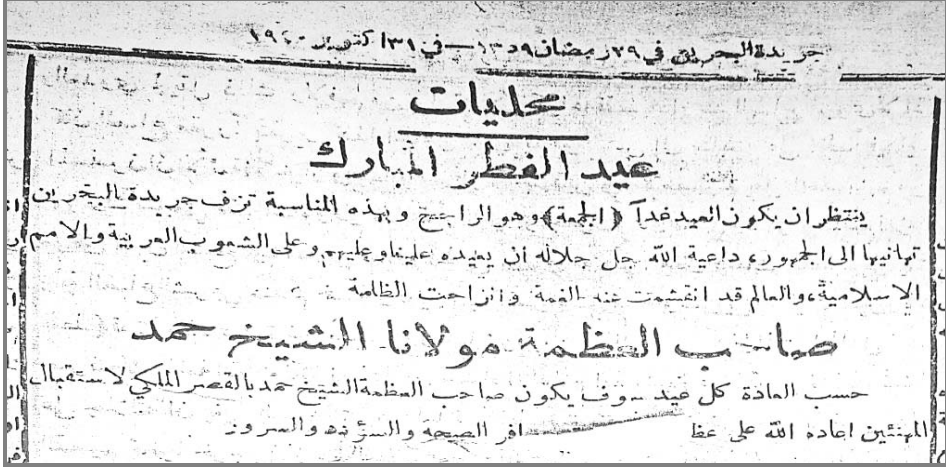 جريدة البحرين في ٢٩ رمضان ١٣٥٩ — في ٣١ اكتوبر ١٩٤٠
محليات
عيد الفطر المبارك
ينتظر ان يكون العيد غداً (الجمعة) وهو الراجح وبهذه المناسبة تزف جريدة البحرين
تهانيها الى الجمهور، داعية الله جل جلاله أن يعيده علينا وعليهم وعلى الشعوب العربية والامم
الاسلامية، والعالم قد انقشعت عنه الغمة وانزاحت الظلمة
صاحب العظمة مولانا الشيخ حمد
حسب العادة كل عيد سوف يكون صاحب العظمة الشيخ حمد بالقصر الملكي لاستقبال
المهنئين اعاده الله على عظ افر الصحة والسؤدد والسرور